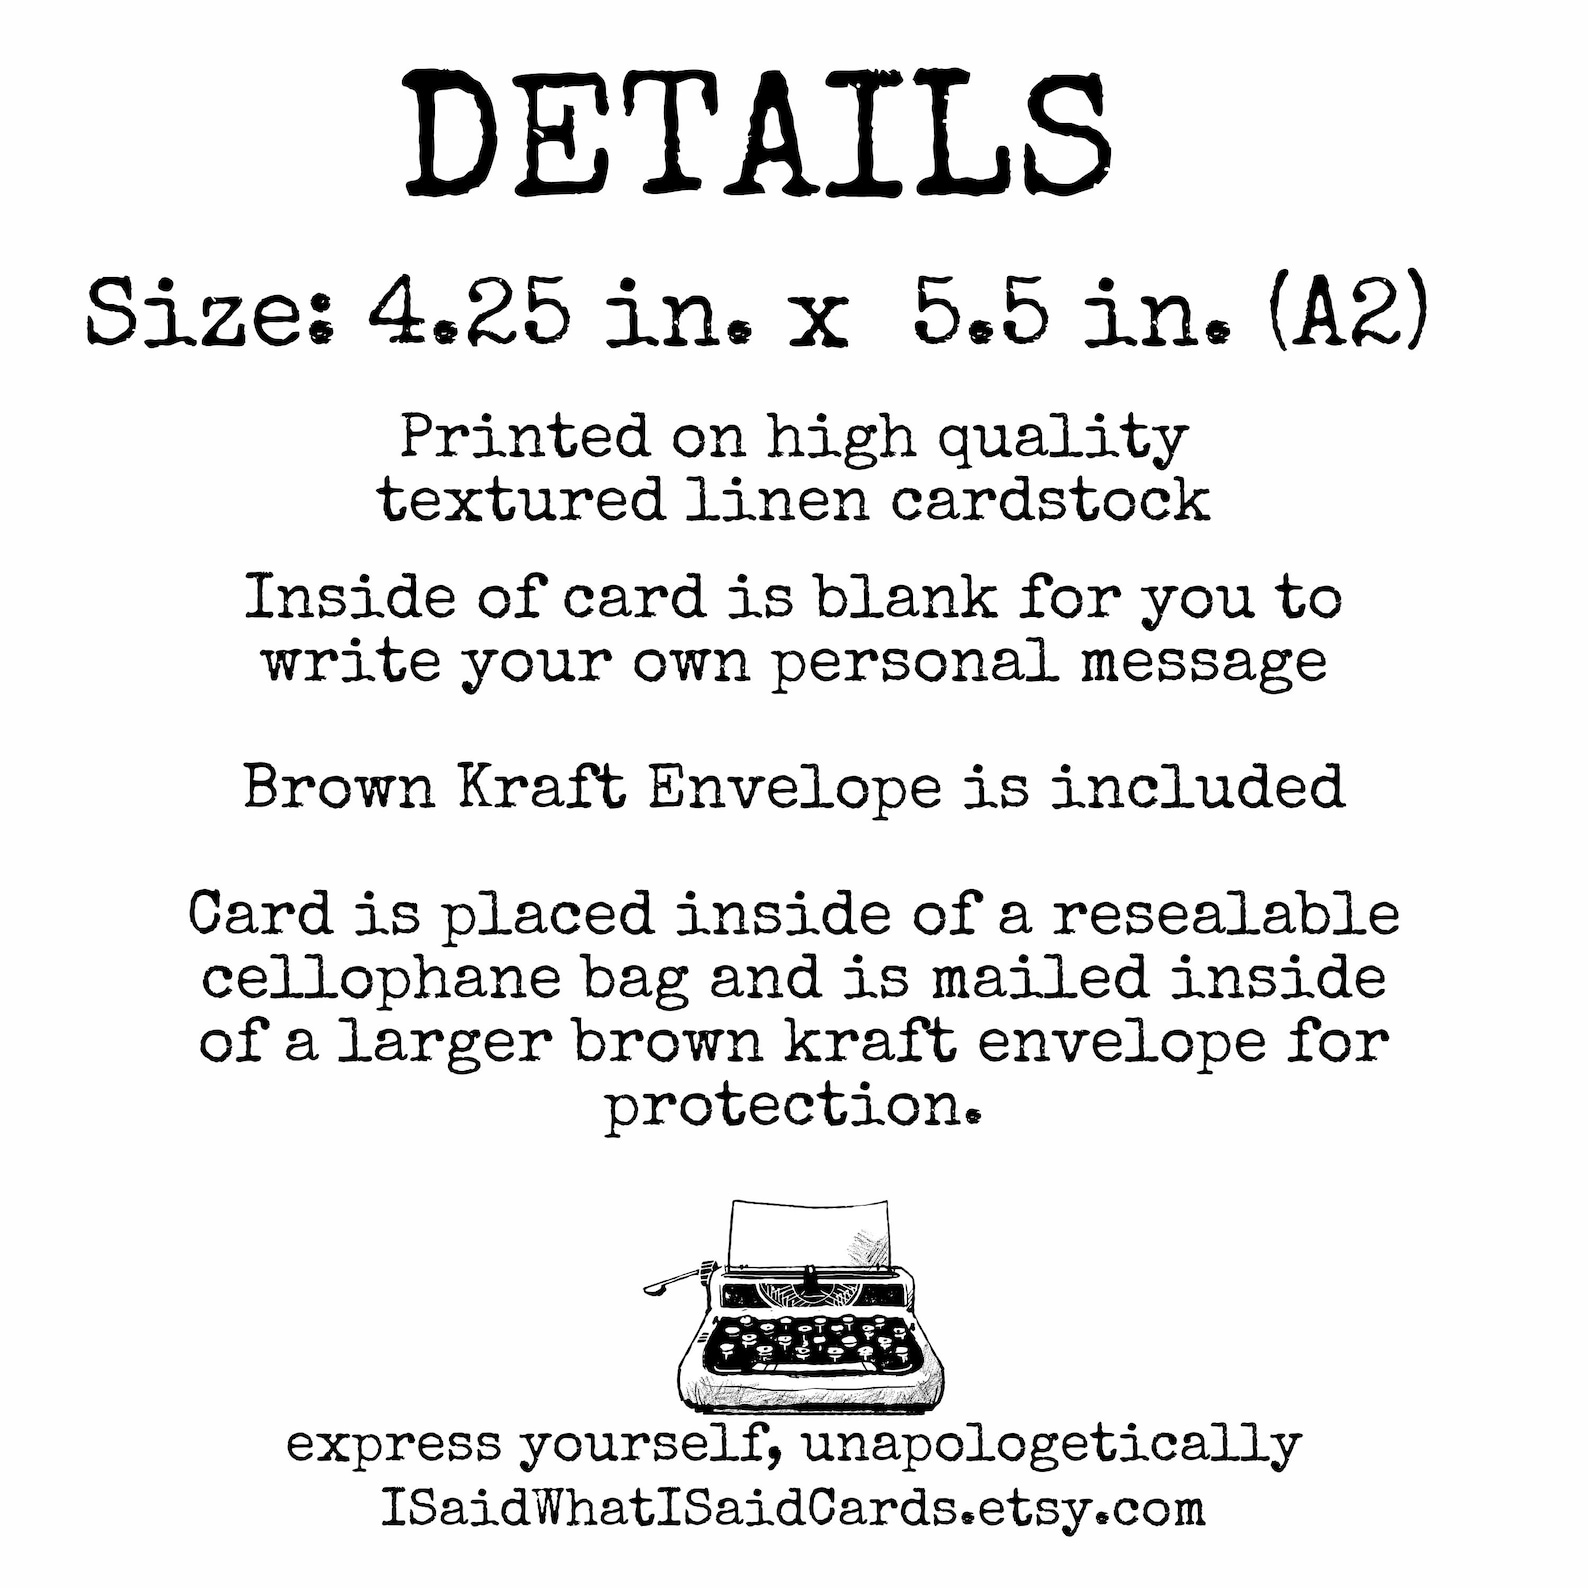 DETAILS
Size: 4.25 in. x 5.5 in. (A2)
Printed on high quality
textured linen cardstock
Inside of card is blank for you to
write your own personal message
Brown Kraft Envelope is included
Card is placed inside of a resealable
cellophane bag and is mailed inside
of a larger brown kraft envelope for
protection.
express yourself, unapologetically
ISaidWhatISaidCards.etsy.com